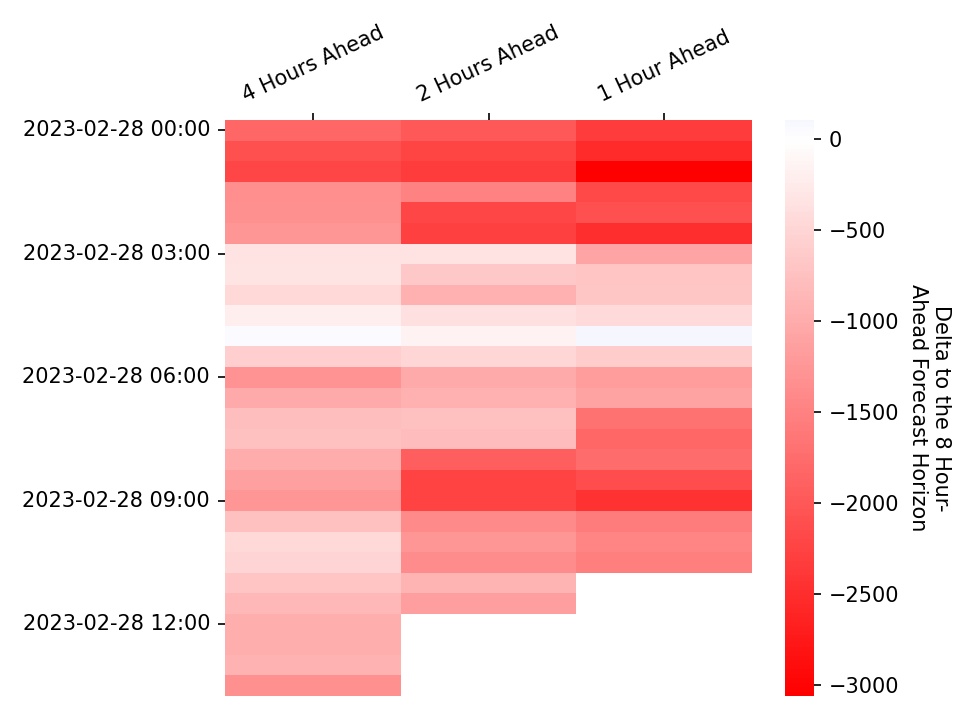 4 Hours Ahead
2 Hours Ahead
1 Hour Ahead
2023-02-28 00:00
2023-02-28 03:00
2023-02-28 06:00
2023-02-28 09:00
2023-02-28 12:00
0
−500
−1000
−1500
−2000
−2500
−3000
Delta to the 8 Hour-
Ahead Forecast Horizon